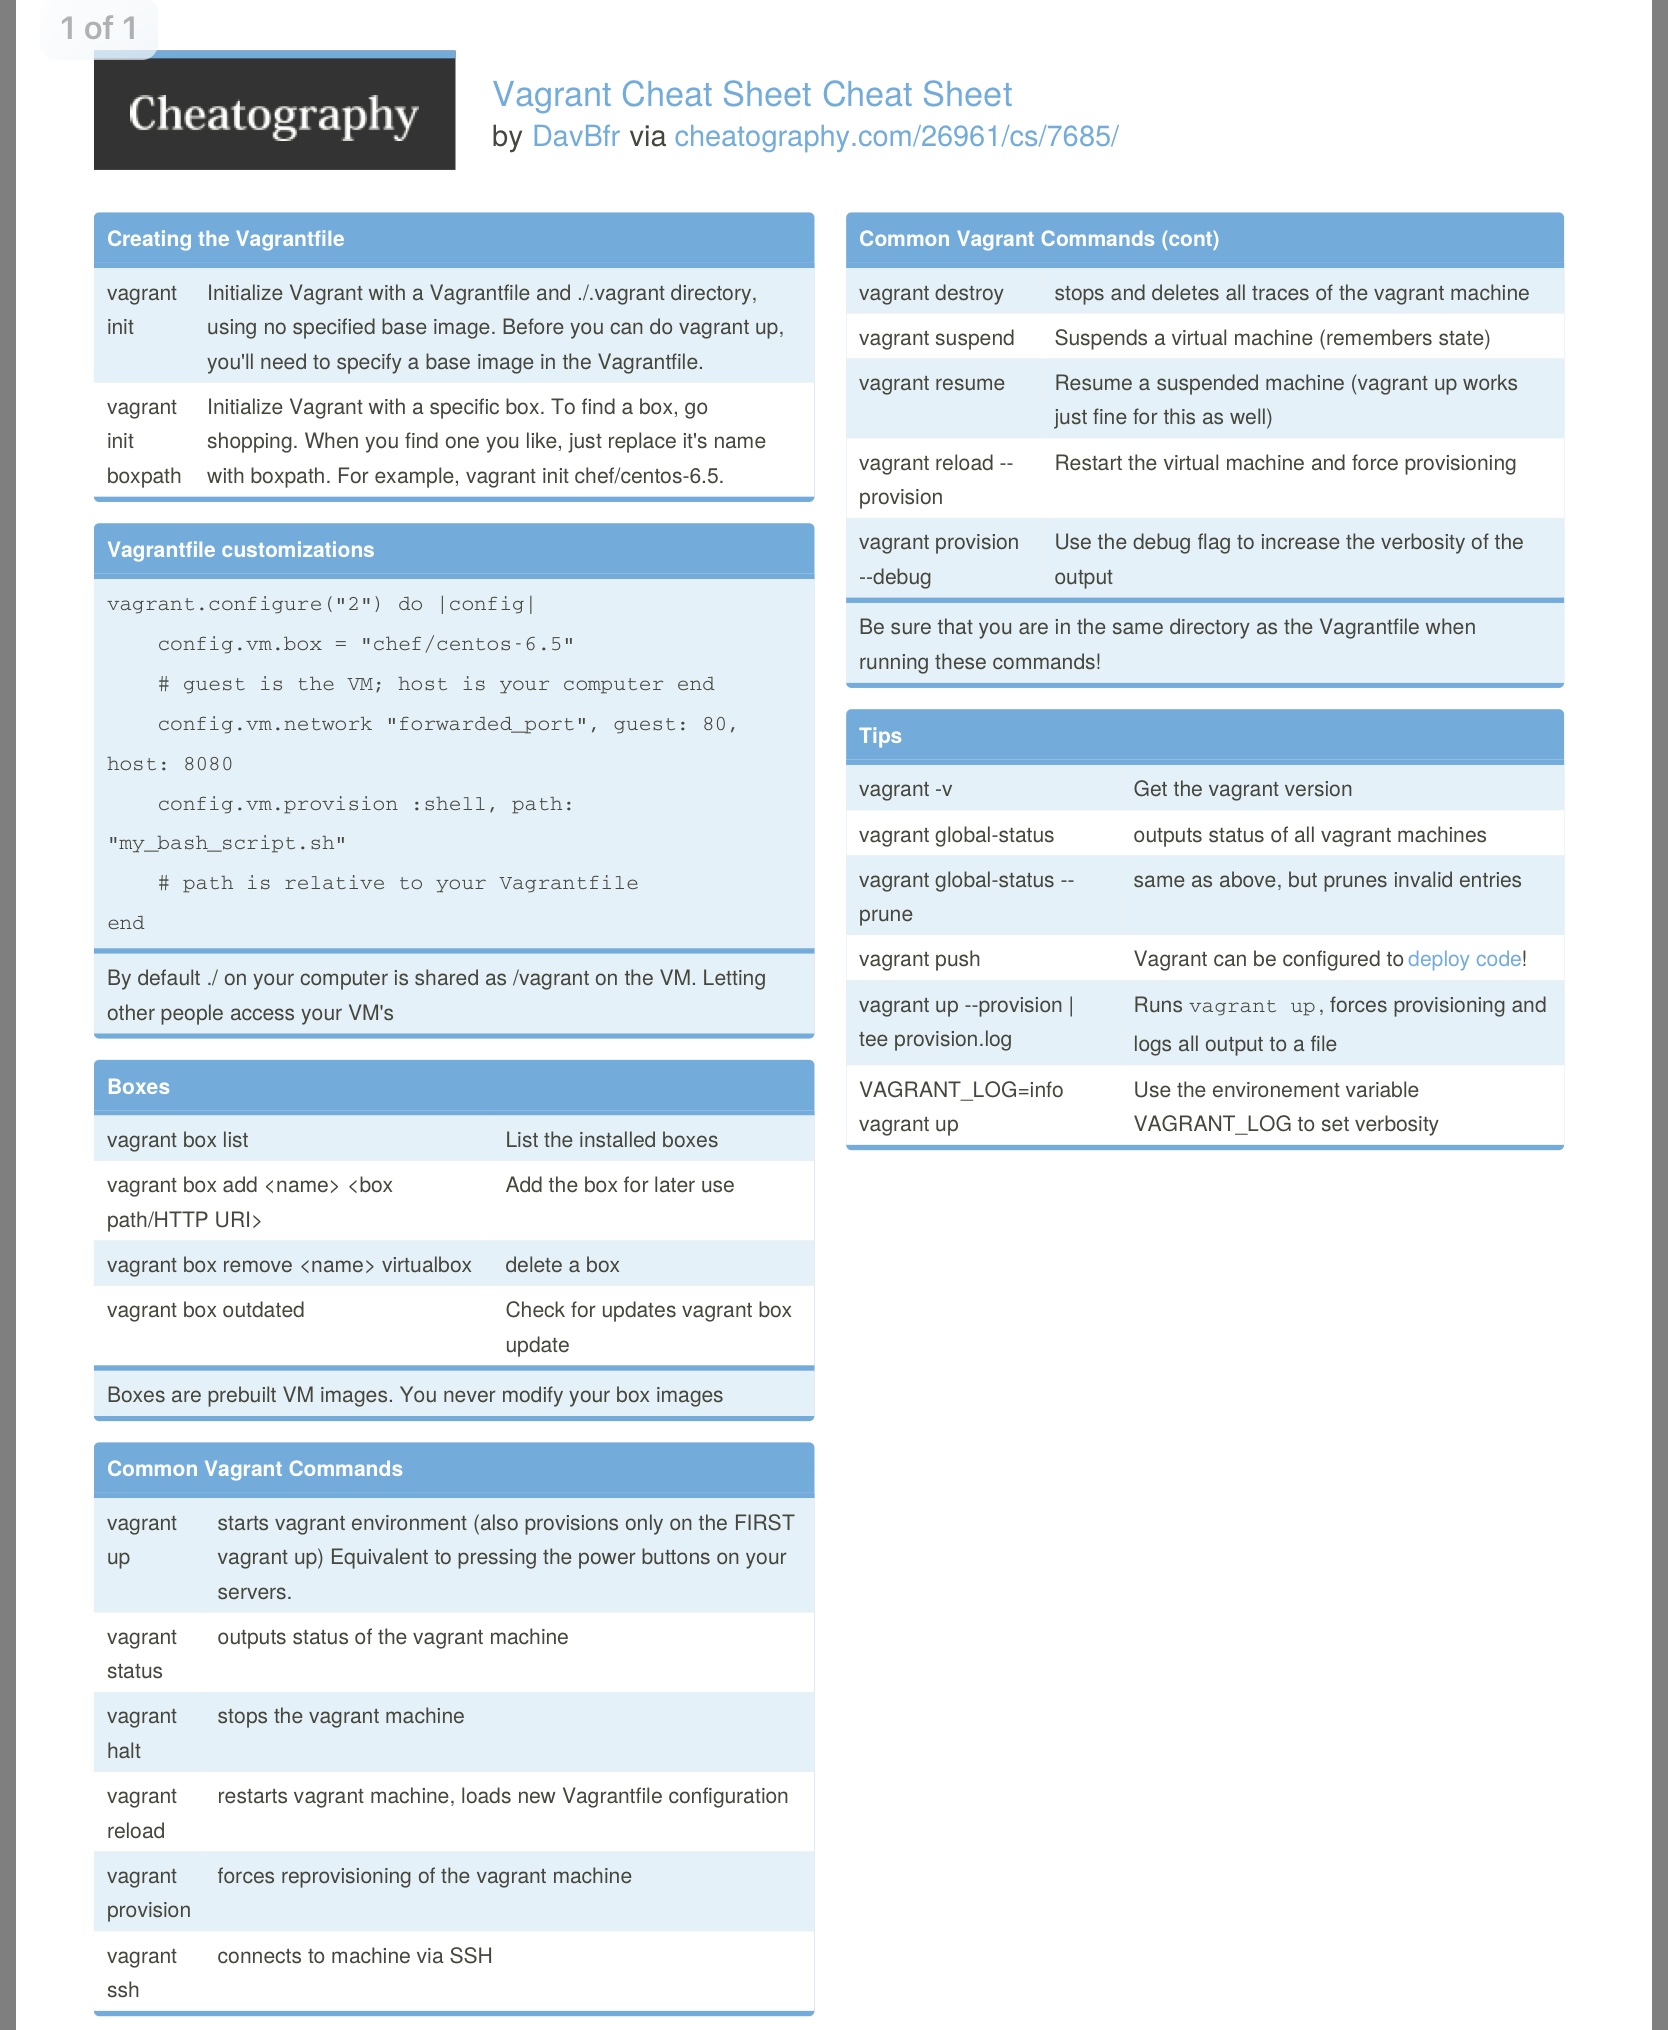 1 of 1
Cheatography
Vagrant Cheat Sheet Cheat Sheet
by DavBfr via cheatography.com/26961/cs/7685/
Creating the Vagrantfile
vagrant Initialize Vagrant with a Vagrantfile and ./.vagrant directory,
init using no specified base image. Before you can do vagrant up,
you'll need to specify a base image in the Vagrantfile.
vagrant Initialize Vagrant with a specific box. To find a box, go
init shopping. When you find one you like, just replace it's name
boxpath with boxpath. For example, vagrant init chef/centos-6.5.
Vagrantfile customizations
vagrant.configure("2") do |config|
config.vm.box = "chef/centos-6.5"
# guest is the VM; host is your computer end
config.vm.network "forwarded_port", guest: 80,
host: 8080
config.vm.provision :shell, path:
"my_bash_script.sh"
# path is relative to your Vagrantfile
end
By default ./ on your computer is shared as /vagrant on the VM. Letting
other people access your VM's
Boxes
vagrant box list List the installed boxes
vagrant box add <name> <box Add the box for later use
path/HTTP URI>
vagrant box remove <name> virtualbox delete a box
vagrant box outdated Check for updates vagrant box
update
Boxes are prebuilt VM images. You never modify your box images
Common Vagrant Commands
vagrant starts vagrant environment (also provisions only on the FIRST
up vagrant up) Equivalent to pressing the power buttons on your
servers.
vagrant outputs status of the vagrant machine
status
vagrant stops the vagrant machine
halt
vagrant restarts vagrant machine, loads new Vagrantfile configuration
reload
vagrant forces reprovisioning of the vagrant machine
provision
vagrant connects to machine via SSH
ssh
Common Vagrant Commands (cont)
vagrant destroy stops and deletes all traces of the vagrant machine
vagrant suspend Suspends a virtual machine (remembers state)
vagrant resume Resume a suspended machine (vagrant up works
just fine for this as well)
vagrant reload -- Restart the virtual machine and force provisioning
provision
vagrant provision Use the debug flag to increase the verbosity of the
--debug output
Be sure that you are in the same directory as the Vagrantfile when
running these commands!
Tips
vagrant -v Get the vagrant version
vagrant global-status outputs status of all vagrant machines
vagrant global-status -- same as above, but prunes invalid entries
prune
vagrant push Vagrant can be configured to deploy code!
vagrant up --provision | Runs vagrant up, forces provisioning and
tee provision.log logs all output to a file
VAGRANT_LOG=info Use the environement variable
vagrant up VAGRANT_LOG to set verbosity